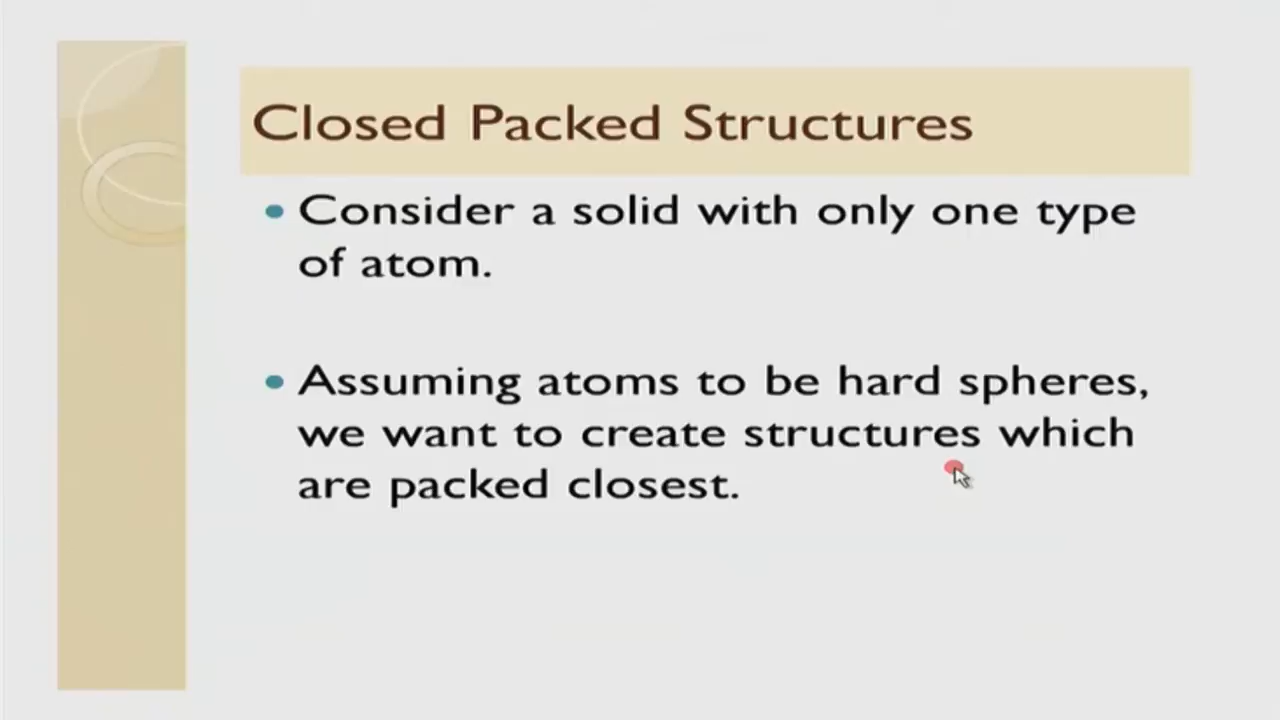 Closed Packed Structures
• Consider a solid with only one type
of atom.
• Assuming atoms to be hard spheres,
we want to create structures which
are packed closest.